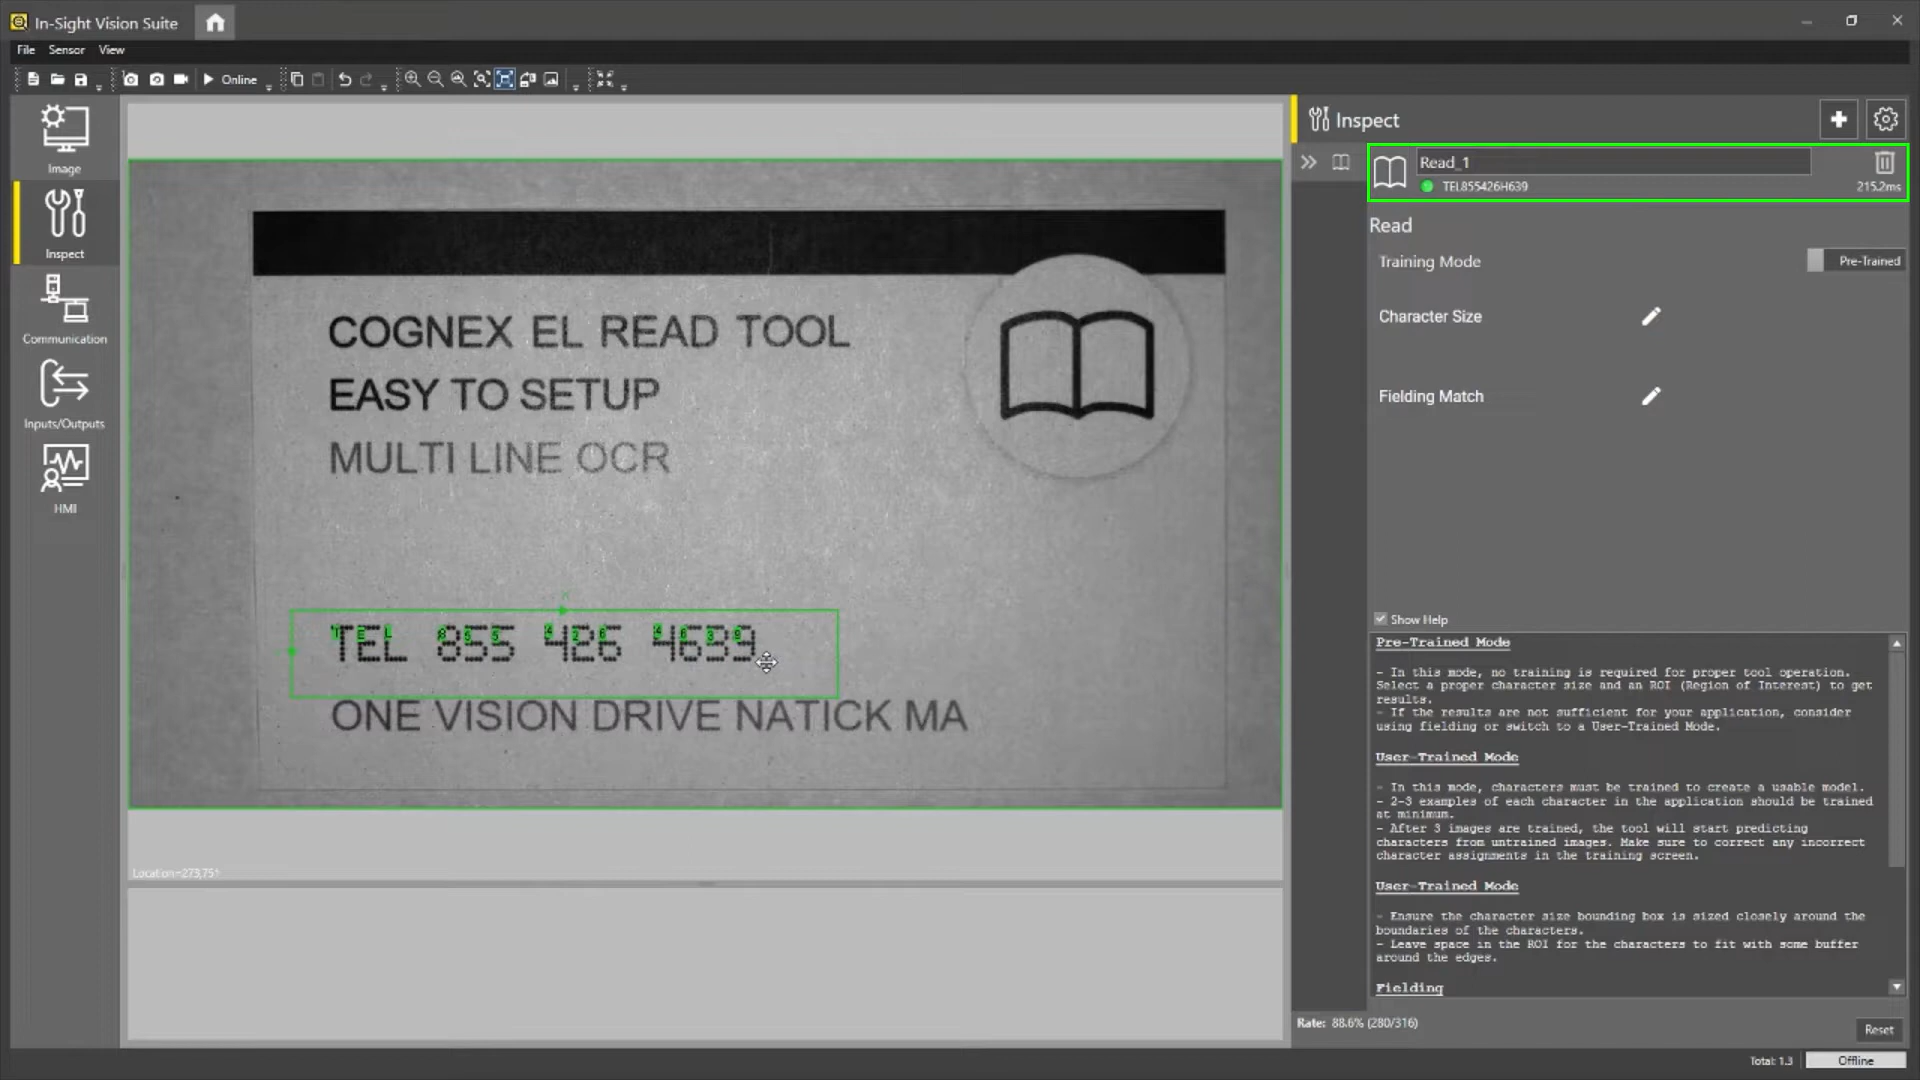 In-Sight Vision Suite
File Sensor View
Online
Image
Inspect
Communication
Inputs/Outputs
HMI
COGNEX EL READ TOOL
EASY TO SETUP
MULTI LINE OCR
TEL 855 426 4639
ONE VISION DRIVE NATICK MA
Location=273,751
Inspect
Read_1
TEL855426H639
215.2ms
Read
Training Mode
Pre-Trained
Character Size
Fielding Match
Show Help
Pre-Trained Mode
- In this mode, no training is required for proper tool operation.
Select a proper character size and an ROI (Region of Interest) to get
results.
- If the results are not sufficient for your application, consider
using fielding or switch to a User-Trained Mode.
User-Trained Mode
- In this mode, characters must be trained to create a usable model.
- 2-3 examples of each character in the application should be trained
at minimum.
- After 3 images are trained, the tool will start predicting
characters from untrained images. Make sure to correct any incorrect
character assignments in the training screen.
User-Trained Mode
- Ensure the character size bounding box is sized closely around the
boundaries of the characters.
- Leave space in the ROI for the characters to fit with some buffer
around the edges.
Fielding
Rate: 88.6% (280/316)
Reset
Total: 1.3
Offline